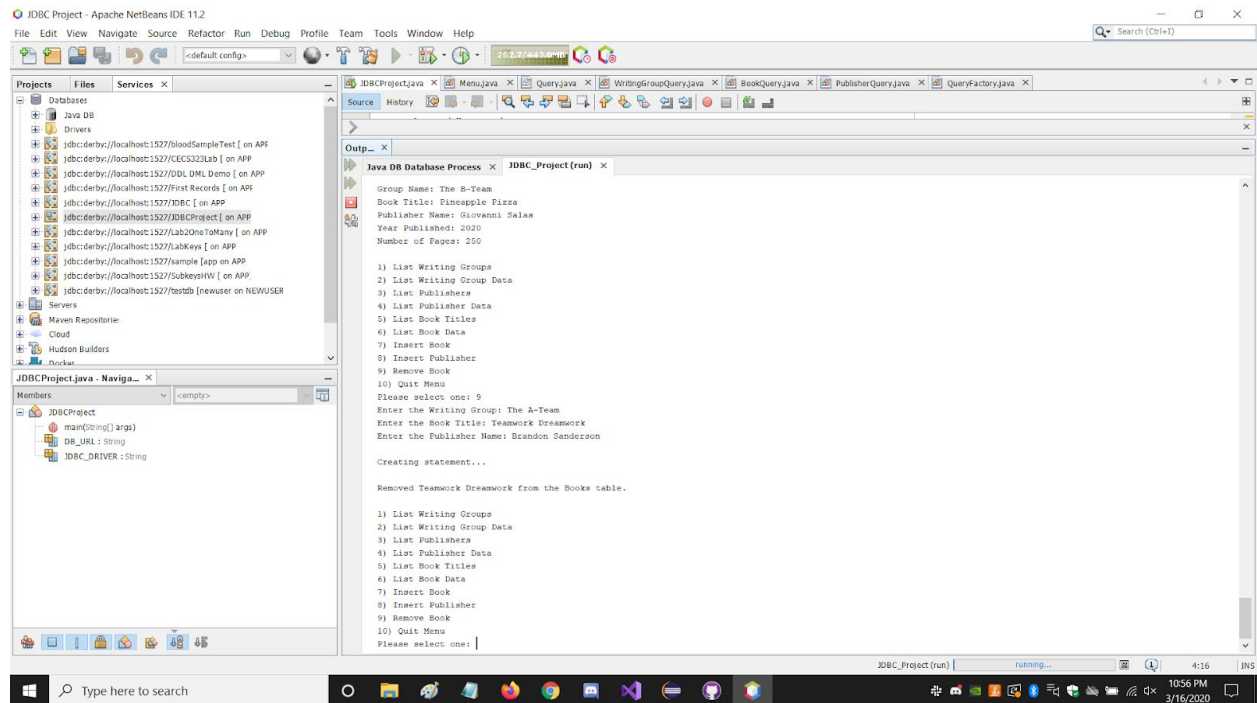 JDBC Project - Apache NetBeans IDE 11.2
File Edit View Navigate Source Refactor Run Debug Profile Team Tools Window Help
Search (Ctrl+I)
<default config>
262.7/443.0MB
Projects Files Services
JDBCProject.java Menu.java Query.java WritingGroupQuery.java BookQuery.java PublisherQuery.java QueryFactory.java
Source History
Databases
Java DB
Drivers
jdbc:derby://localhost:1527/bloodSampleTest [ on APP
jdbc:derby://localhost:1527/CECS323Lab [ on APP
jdbc:derby://localhost:1527/DDL DML Demo [ on APP
jdbc:derby://localhost:1527/First Records [ on APP
jdbc:derby://localhost:1527/JDBC [ on APP
jdbc:derby://localhost:1527/JDBCProject [ on APP
jdbc:derby://localhost:1527/Lab2OneToMany [ on APP
jdbc:derby://localhost:1527/LabKeys [ on APP
jdbc:derby://localhost:1527/sample [app on APP
jdbc:derby://localhost:1527/SubkeysHW [ on APP
jdbc:derby://localhost:1527/testdb [newuser on NEWUSER
Servers
Maven Repositories
Cloud
Hudson Builders
Docker
JDBCProject.java - Naviga...
Members <empty>
JDBCProject
main(String[] args)
DB_URL : String
JDBC_DRIVER : String
Outp...
Java DB Database Process JDBC_Project (run)
Group Name: The B-Team
Book Title: Pineapple Pizza
Publisher Name: Giovanni Salas
Year Published: 2020
Number of Pages: 250
1) List Writing Groups
2) List Writing Group Data
3) List Publishers
4) List Publisher Data
5) List Book Titles
6) List Book Data
7) Insert Book
8) Insert Publisher
9) Remove Book
10) Quit Menu
Please select one: 9
Enter the Writing Group: The A-Team
Enter the Book Title: Teamwork Dreamwork
Enter the Publisher Name: Brandon Sanderson
Creating statement...
Removed Teamwork Dreamwork from the Books table.
1) List Writing Groups
2) List Writing Group Data
3) List Publishers
4) List Publisher Data
5) List Book Titles
6) List Book Data
7) Insert Book
8) Insert Publisher
9) Remove Book
10) Quit Menu
Please select one:
JDBC_Project (run) running... 1 4:16 INS
Type here to search
10:56 PM
3/16/2020